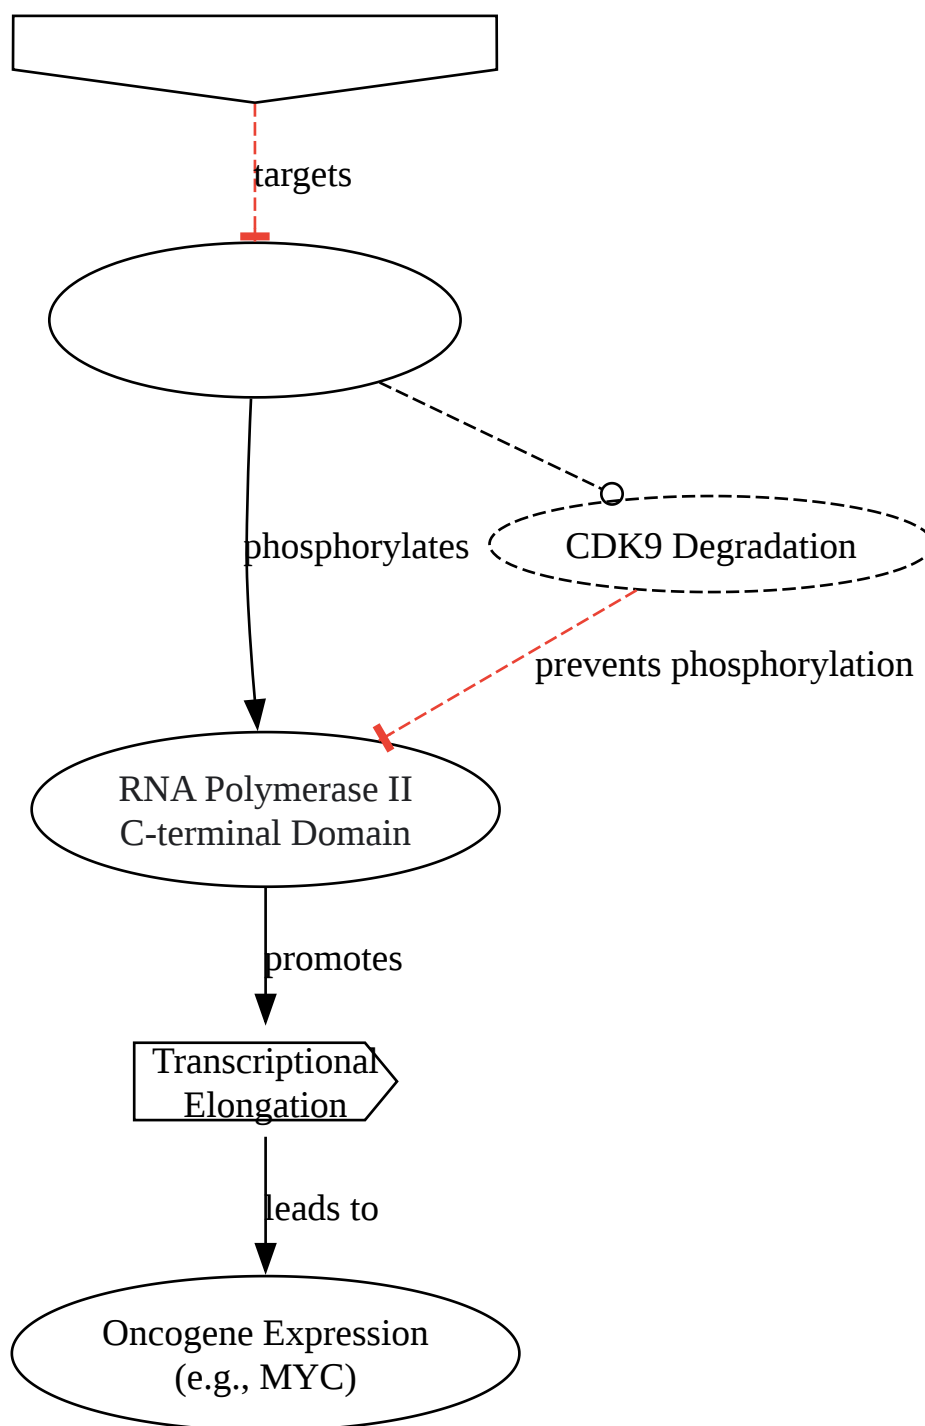 targets
phosphorylates
CDK9 Degradation
prevents phosphorylation
RNA Polymerase II
C-terminal Domain
promotes
Transcriptional
Elongation
leads to
Oncogene Expression
(e.g., MYC)